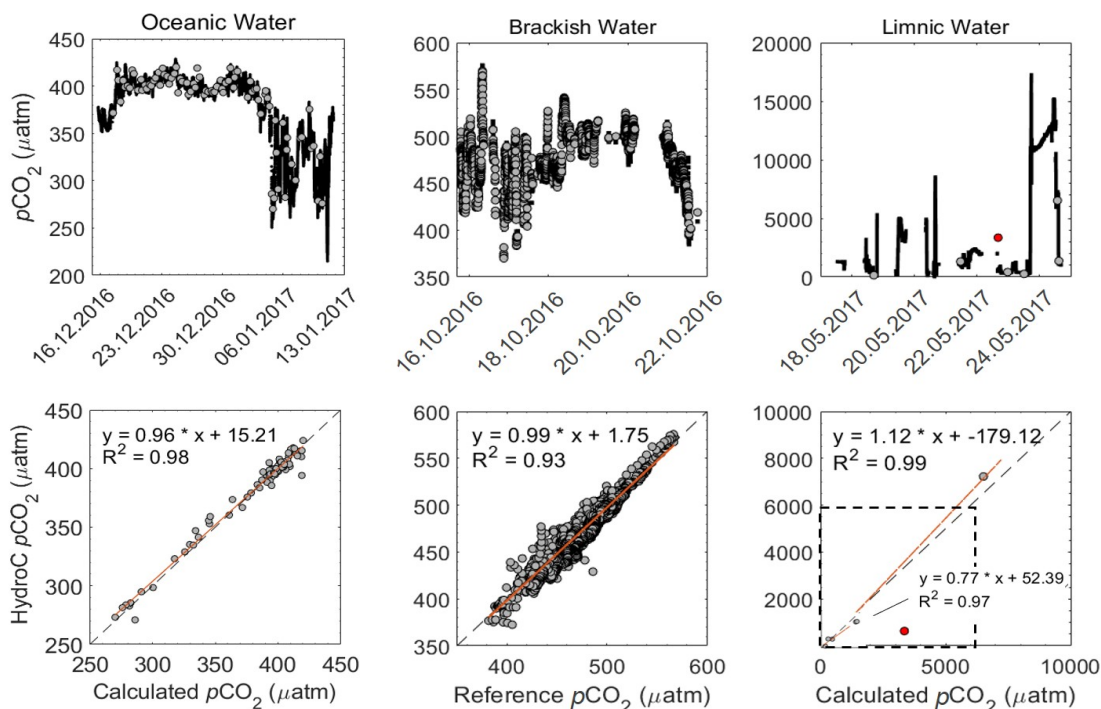 Oceanic Water
Brackish Water
Limnic Water
pCO2 (μatm)
450
400
350
300
250
200
16.12.2016
23.12.2016
30.12.2016
06.01.2017
13.01.2017
600
550
500
450
400
350
16.10.2016
18.10.2016
20.10.2016
22.10.2016
20000
15000
10000
5000
0
18.05.2017
20.05.2017
22.05.2017
24.05.2017
HydroC pCO2 (μatm)
450
400
350
300
250
y = 0.96 * x + 15.21
R2 = 0.98
250 300 350 400 450
Calculated pCO2 (μatm)
600
550
500
450
400
350
y = 0.99 * x + 1.75
R2 = 0.93
400 500 600
Reference pCO2 (μatm)
10000
8000
6000
4000
2000
y = 1.12 * x + -179.12
R2 = 0.99
y = 0.77 * x + 52.39
R2 = 0.97
0 5000 10000
Calculated pCO2 (μatm)